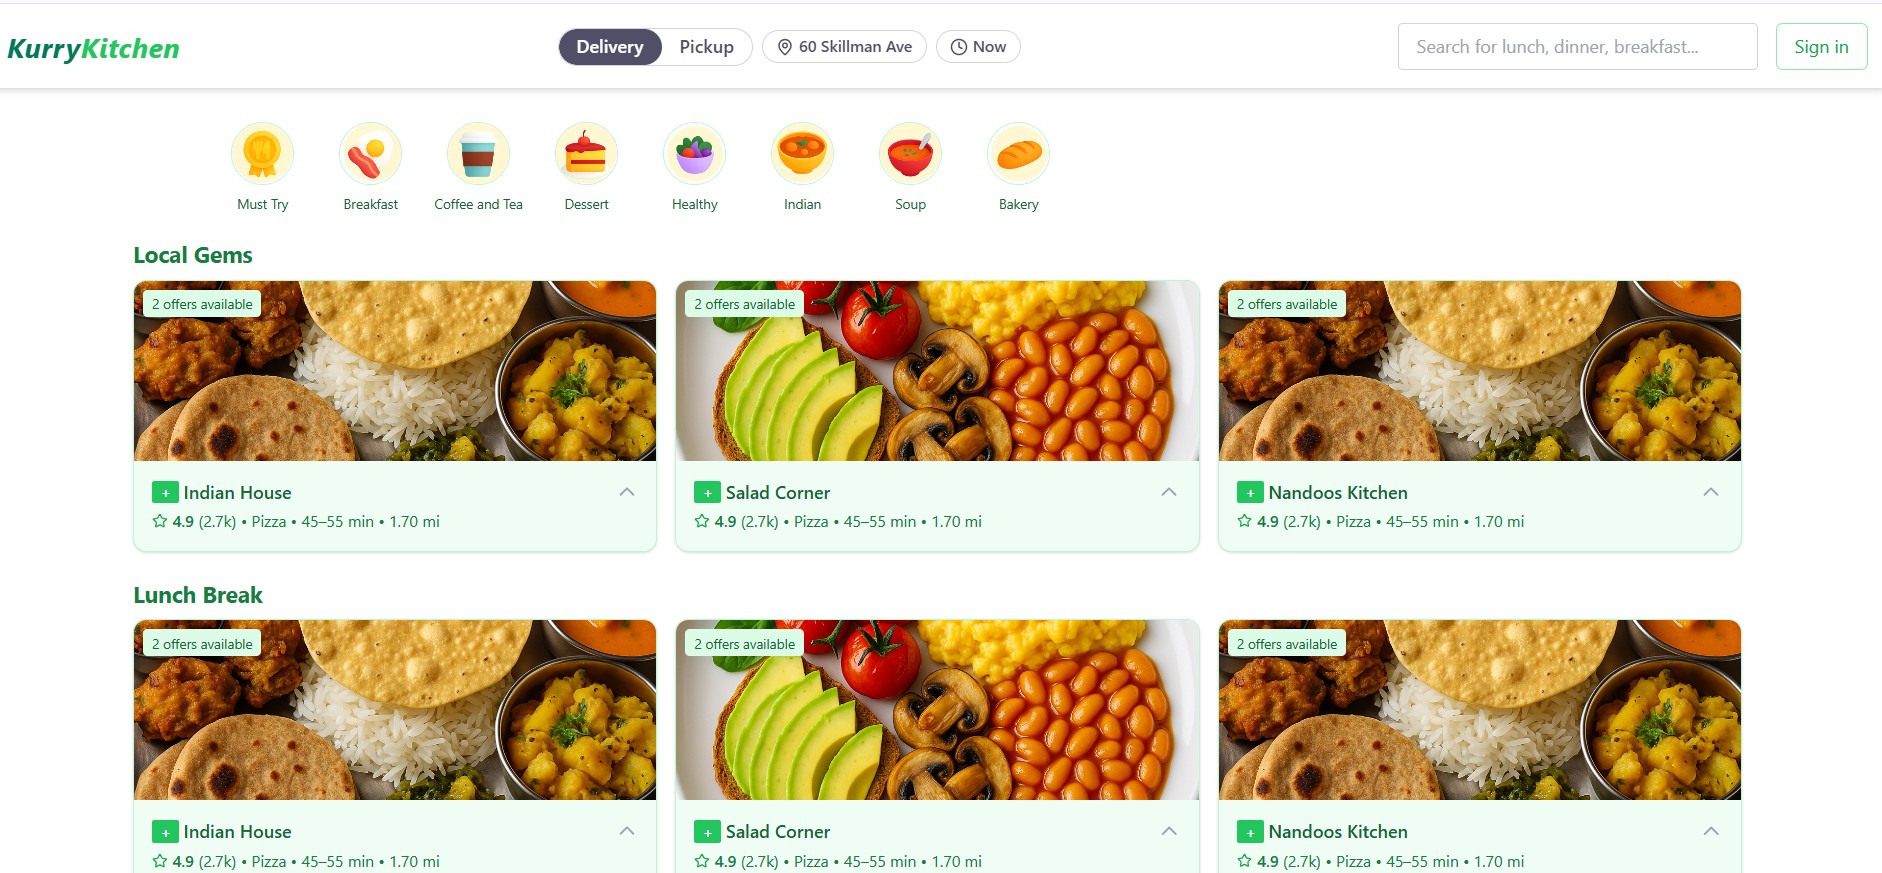 KurryKitchen
Delivery Pickup 60 Skillman Ave Now Search for lunch, dinner, breakfast... Sign in
Must Try Breakfast Coffee and Tea Dessert Healthy Indian Soup Bakery
Local Gems
2 offers available 2 offers available 2 offers available
+ Indian House + Salad Corner + Nandoos Kitchen
4.9 (2.7k) • Pizza • 45–55 min • 1.70 mi 4.9 (2.7k) • Pizza • 45–55 min • 1.70 mi 4.9 (2.7k) • Pizza • 45–55 min • 1.70 mi
Lunch Break
2 offers available 2 offers available 2 offers available
+ Indian House + Salad Corner + Nandoos Kitchen
4.9 (2.7k) • Pizza • 45–55 min • 1.70 mi 4.9 (2.7k) • Pizza • 45–55 min • 1.70 mi 4.9 (2.7k) • Pizza • 45–55 min • 1.70 mi